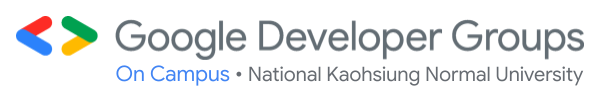 Google Developer Groups
On Campus • National Kaohsiung Normal University